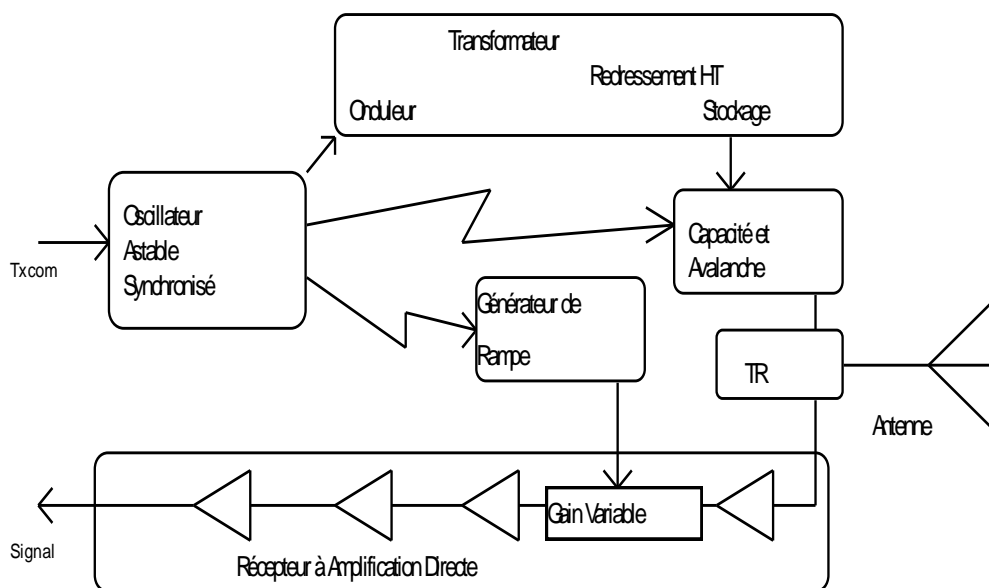 Transformateur
Redressement HT
Onduleur
Stockage
Oscillateur
Astable
Synchronisé
Txcom
Capacité et
Avalanche
Générateur de
Rampe
TR
Antenne
Gain Variable
Signal
Récepteur à Amplification Directe